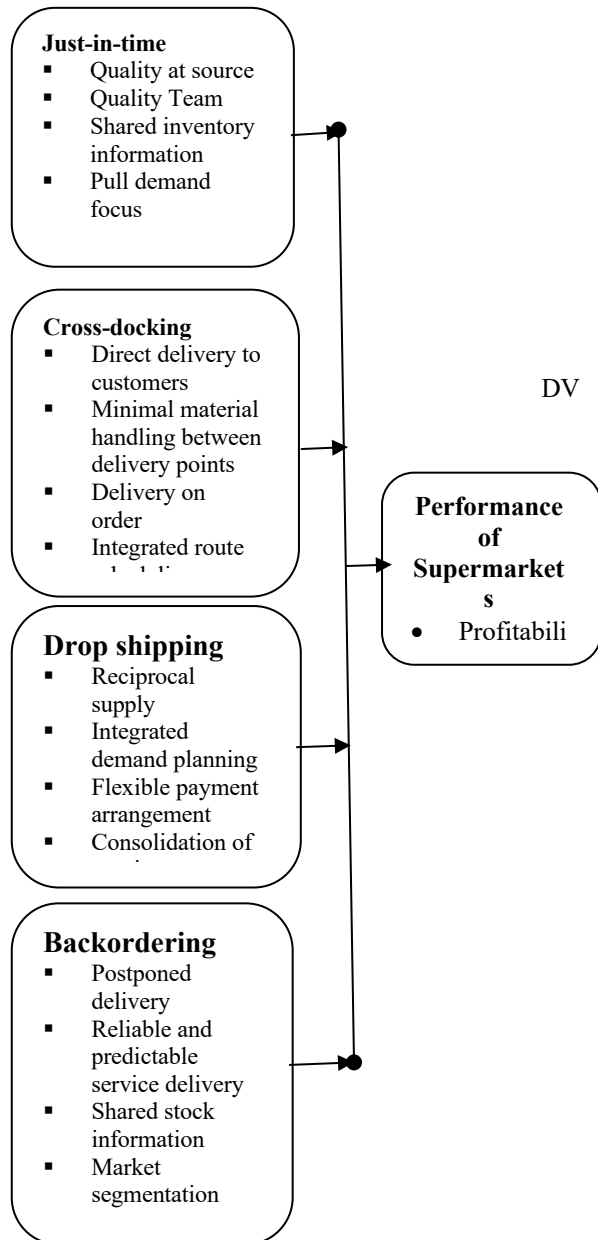 Just-in-time
▪ Quality at source
▪ Quality Team
▪ Shared inventory
information
▪ Pull demand
focus
Cross-docking
▪ Direct delivery to
customers
▪ Minimal material
handling between
delivery points
▪ Delivery on
order
▪ Integrated route
DV
Performance
of
Supermarket
s
• Profitabili
Drop shipping
▪ Reciprocal
supply
▪ Integrated
demand planning
▪ Flexible payment
arrangement
▪ Consolidation of
Backordering
▪ Postponed
delivery
▪ Reliable and
predictable
service delivery
▪ Shared stock
information
▪ Market
segmentation